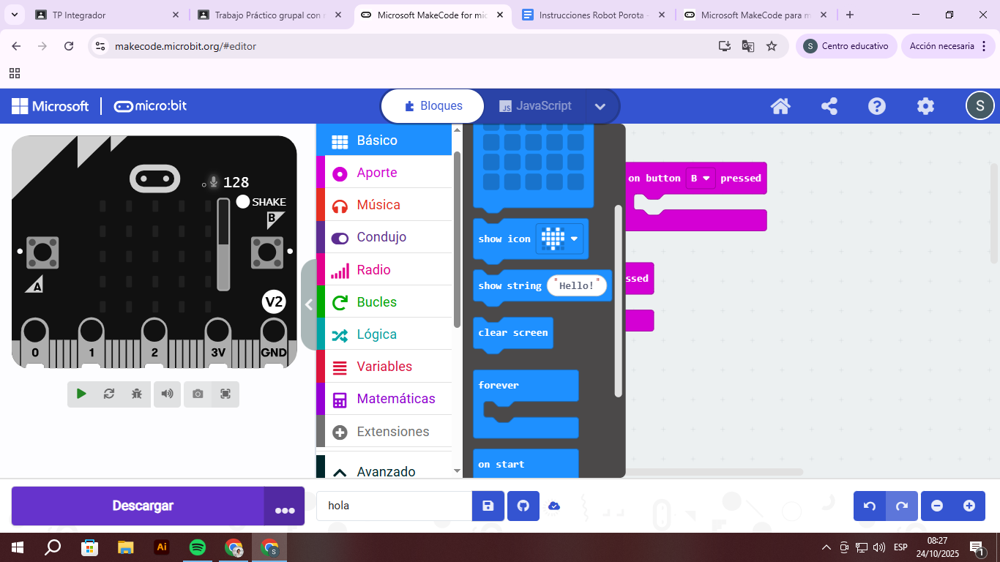 TP Integrador
Trabajo Práctico grupal con r
Microsoft MakeCode for mic
Instrucciones Robot Porota -
Microsoft MakeCode para m
makecode.microbit.org/#editor
S
Centro educativo
Acción necesaria
Microsoft
micro:bit
Bloques
JS
JavaScript
S
128
SHAKE
B
A
V2
0
1
2
3V
GND
Básico
Aporte
Música
Condujo
Radio
Bucles
Lógica
Variables
Matemáticas
Extensiones
Avanzado
show icon
show string "Hello!"
clear screen
forever
on start
on button B pressed
ssed
Descargar
hola
Ai
S
ESP
08:27
24/10/2025
1